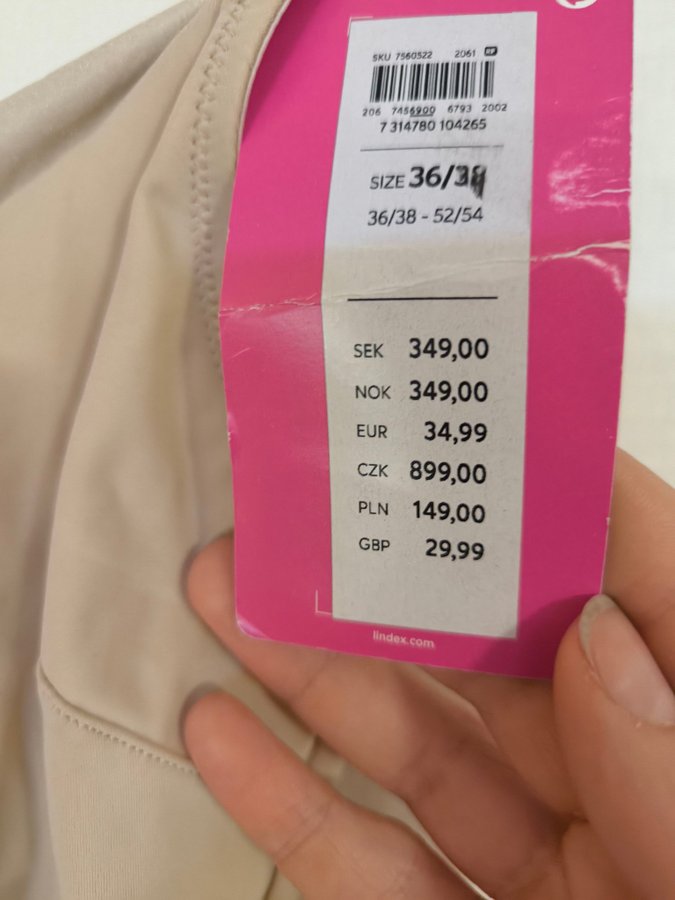 SKU 7560522 2061 RF
206 7456900 6793 2002
7 314780 104265
SIZE 36/38
36/38 - 52/54
SEK 349,00
NOK 349,00
EUR 34,99
CZK 899,00
PLN 149,00
GBP 29,99
lindex.com